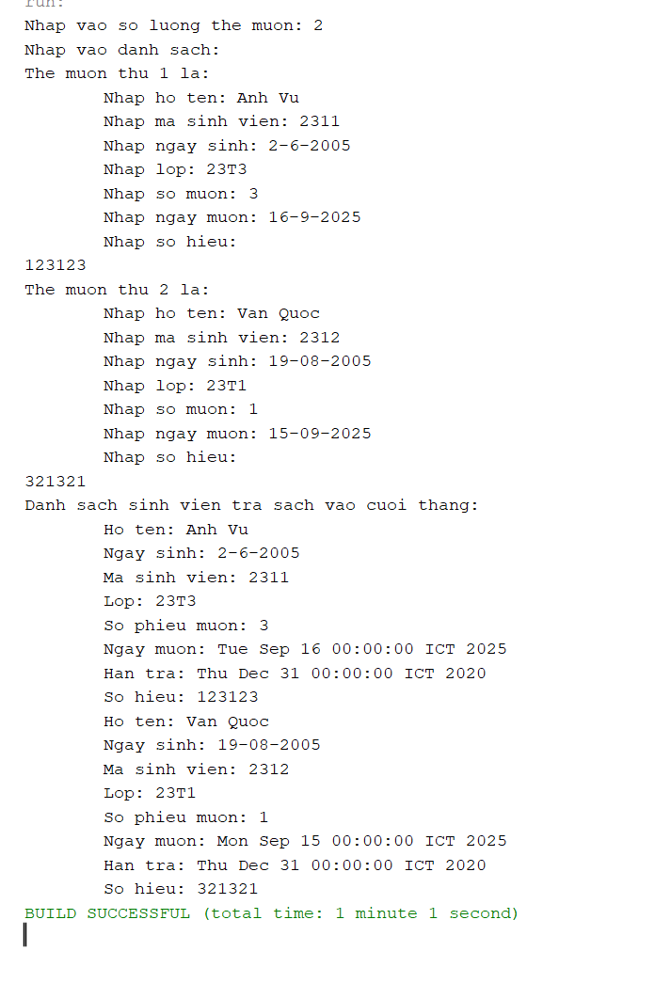 run:
Nhap vao so luong the muon: 2
Nhap vao danh sach:
The muon thu 1 la:
Nhap ho ten: Anh Vu
Nhap ma sinh vien: 2311
Nhap ngay sinh: 2-6-2005
Nhap lop: 23T3
Nhap so muon: 3
Nhap ngay muon: 16-9-2025
Nhap so hieu:
123123
The muon thu 2 la:
Nhap ho ten: Van Quoc
Nhap ma sinh vien: 2312
Nhap ngay sinh: 19-08-2005
Nhap lop: 23T1
Nhap so muon: 1
Nhap ngay muon: 15-09-2025
Nhap so hieu:
321321
Danh sach sinh vien tra sach vao cuoi thang:
Ho ten: Anh Vu
Ngay sinh: 2-6-2005
Ma sinh vien: 2311
Lop: 23T3
So phieu muon: 3
Ngay muon: Tue Sep 16 00:00:00 ICT 2025
Han tra: Thu Dec 31 00:00:00 ICT 2020
So hieu: 123123
Ho ten: Van Quoc
Ngay sinh: 19-08-2005
Ma sinh vien: 2312
Lop: 23T1
So phieu muon: 1
Ngay muon: Mon Sep 15 00:00:00 ICT 2025
Han tra: Thu Dec 31 00:00:00 ICT 2020
So hieu: 321321
BUILD SUCCESSFUL (total time: 1 minute 1 second)